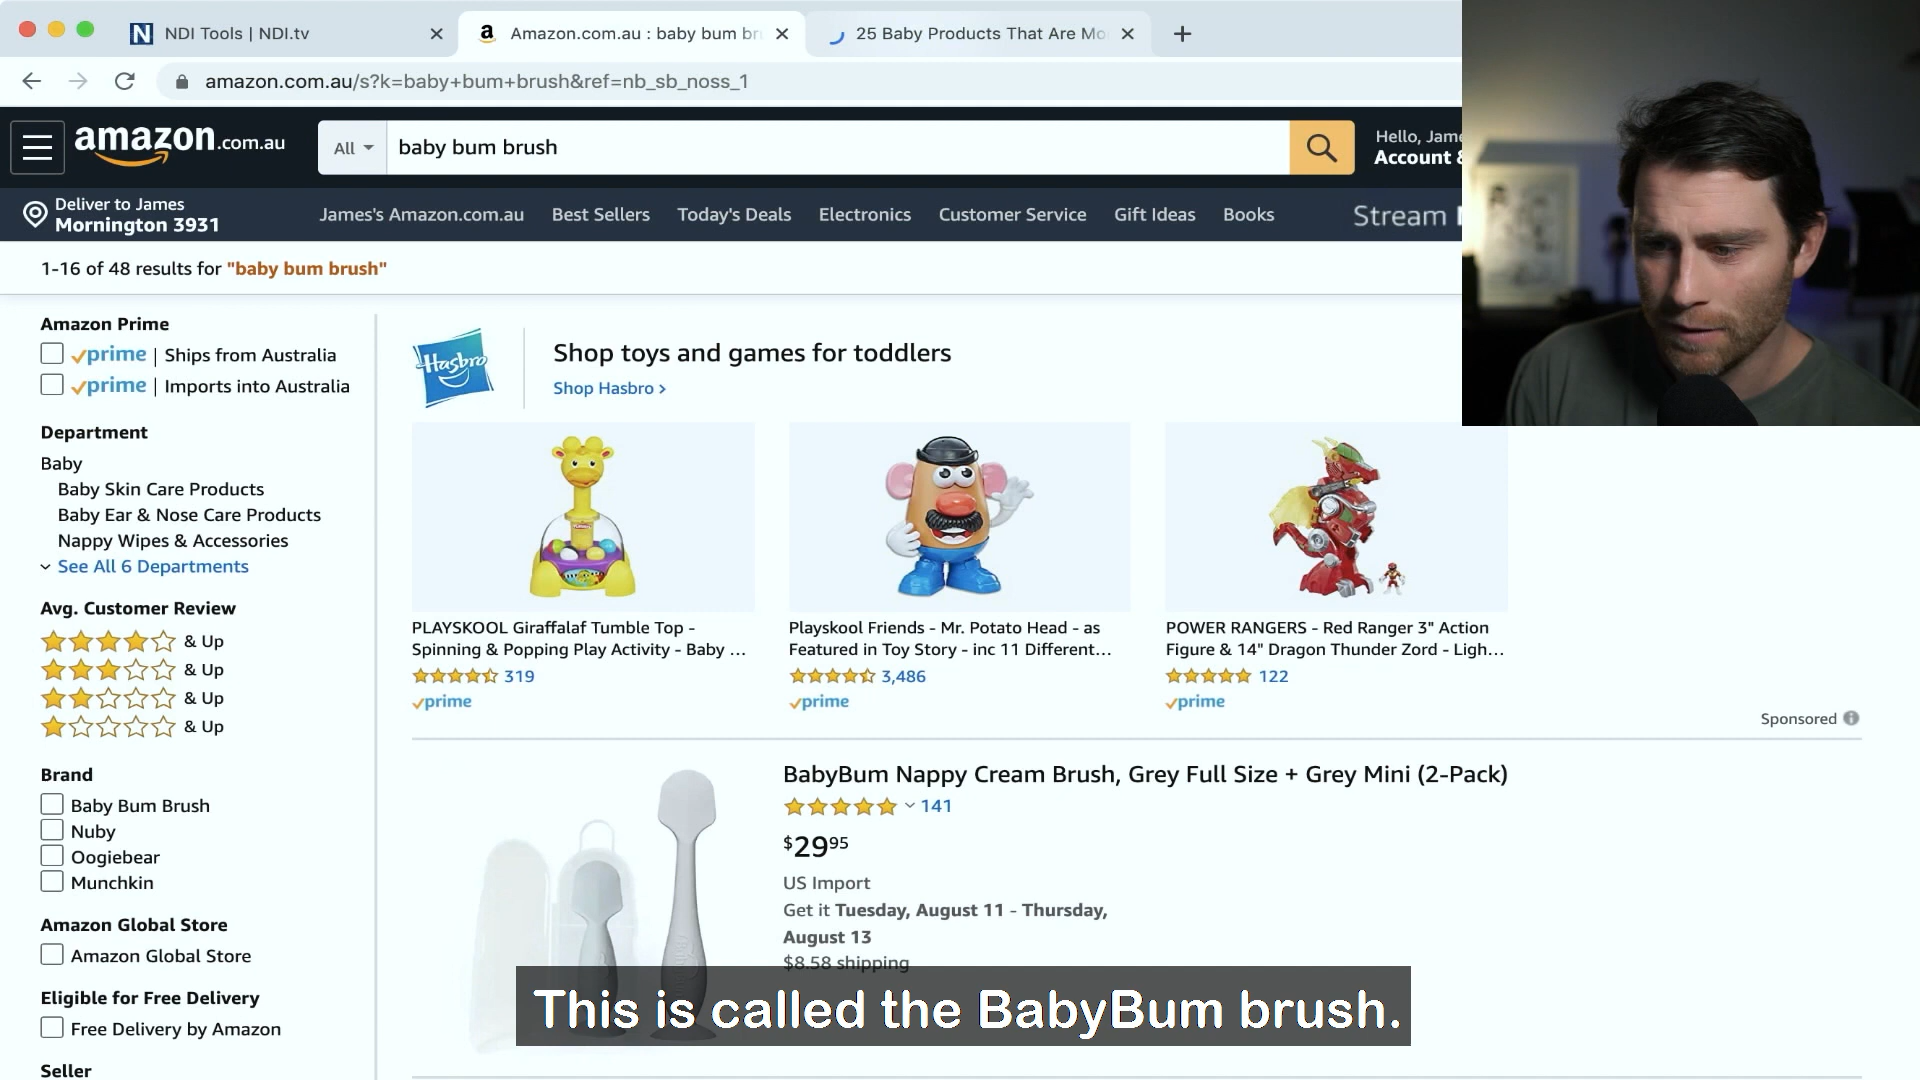 NDI Tools | NDI.tv
Amazon.com.au : baby bum br
25 Baby Products That Are Mo
amazon.com.au/s?k=baby+bum+brush&ref=nb_sb_noss_1
amazon.com.au
All
baby bum brush
Hello, Jame
Account &
Deliver to James
Mornington 3931
James's Amazon.com.au
Best Sellers
Today's Deals
Electronics
Customer Service
Gift Ideas
Books
Stream
1-16 of 48 results for "baby bum brush"
Amazon Prime
prime | Ships from Australia
prime | Imports into Australia
Department
Baby
Baby Skin Care Products
Baby Ear & Nose Care Products
Nappy Wipes & Accessories
See All 6 Departments
Avg. Customer Review
& Up
& Up
& Up
& Up
Brand
Baby Bum Brush
Nuby
Oogiebear
Munchkin
Amazon Global Store
Amazon Global Store
Eligible for Free Delivery
Free Delivery by Amazon
Seller
Hasbro
Shop toys and games for toddlers
Shop Hasbro ›
PLAYSKOOL Giraffalaf Tumble Top -
Spinning & Popping Play Activity - Baby ...
319
prime
Playskool Friends - Mr. Potato Head - as
Featured in Toy Story - inc 11 Different...
3,486
prime
POWER RANGERS - Red Ranger 3" Action
Figure & 14" Dragon Thunder Zord - Ligh...
122
prime
Sponsored
BabyBum Nappy Cream Brush, Grey Full Size + Grey Mini (2-Pack)
141
$2995
US Import
Get it Tuesday, August 11 - Thursday,
August 13
$8.58 shipping
This is called the BabyBum brush.